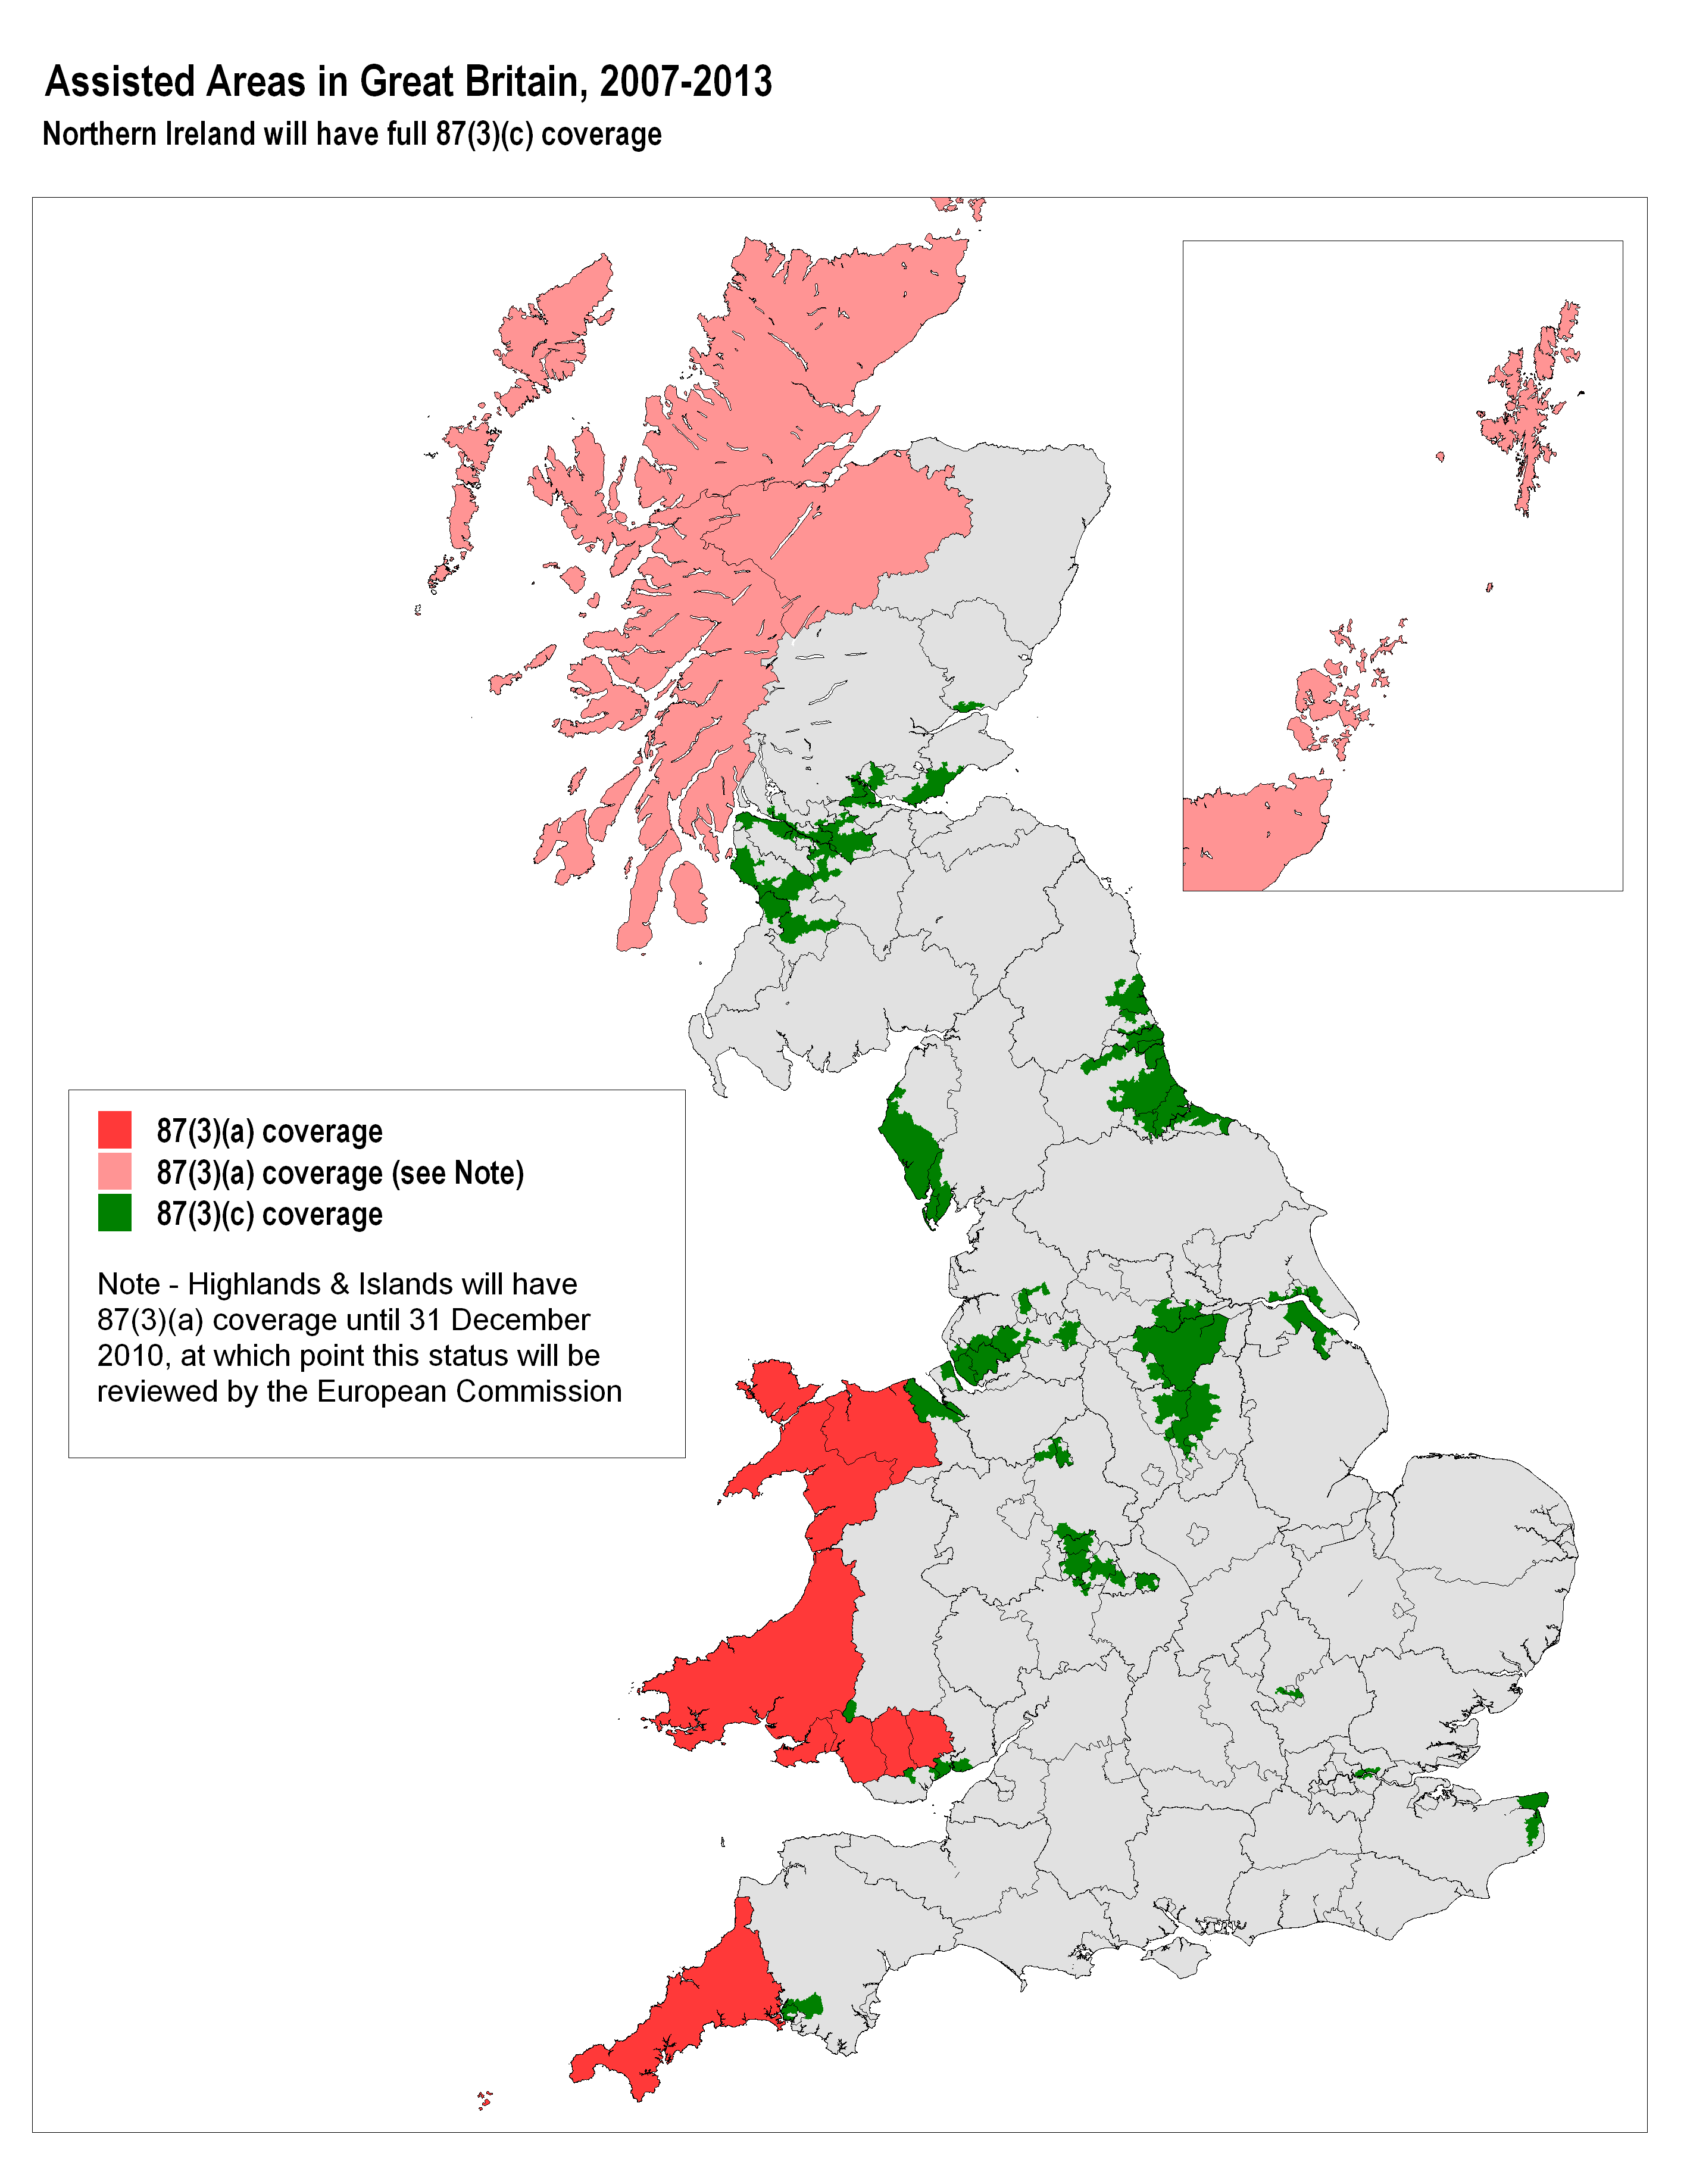 Assisted Areas in Great Britain, 2007-2013
Northern Ireland will have full 87(3)(c) coverage
87(3)(a) coverage
87(3)(a) coverage (see Note)
87(3)(c) coverage
Note - Highlands & Islands will have
87(3)(a) coverage until 31 December
2010, at which point this status will be
reviewed by the European Commission